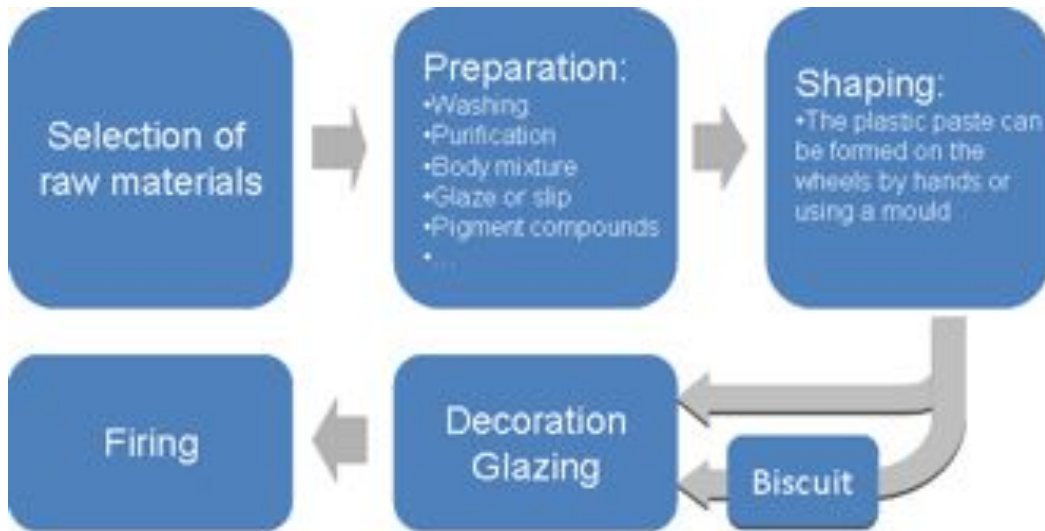 Selection of
raw materials
Preparation:
•Washing
•Purification
•Body mixture
•Glaze or slip
•Pigment compounds
•...
Shaping:
•The plastic paste can
be formed on the
wheels by hands or
using a mould
Biscuit
Decoration
Glazing
Firing